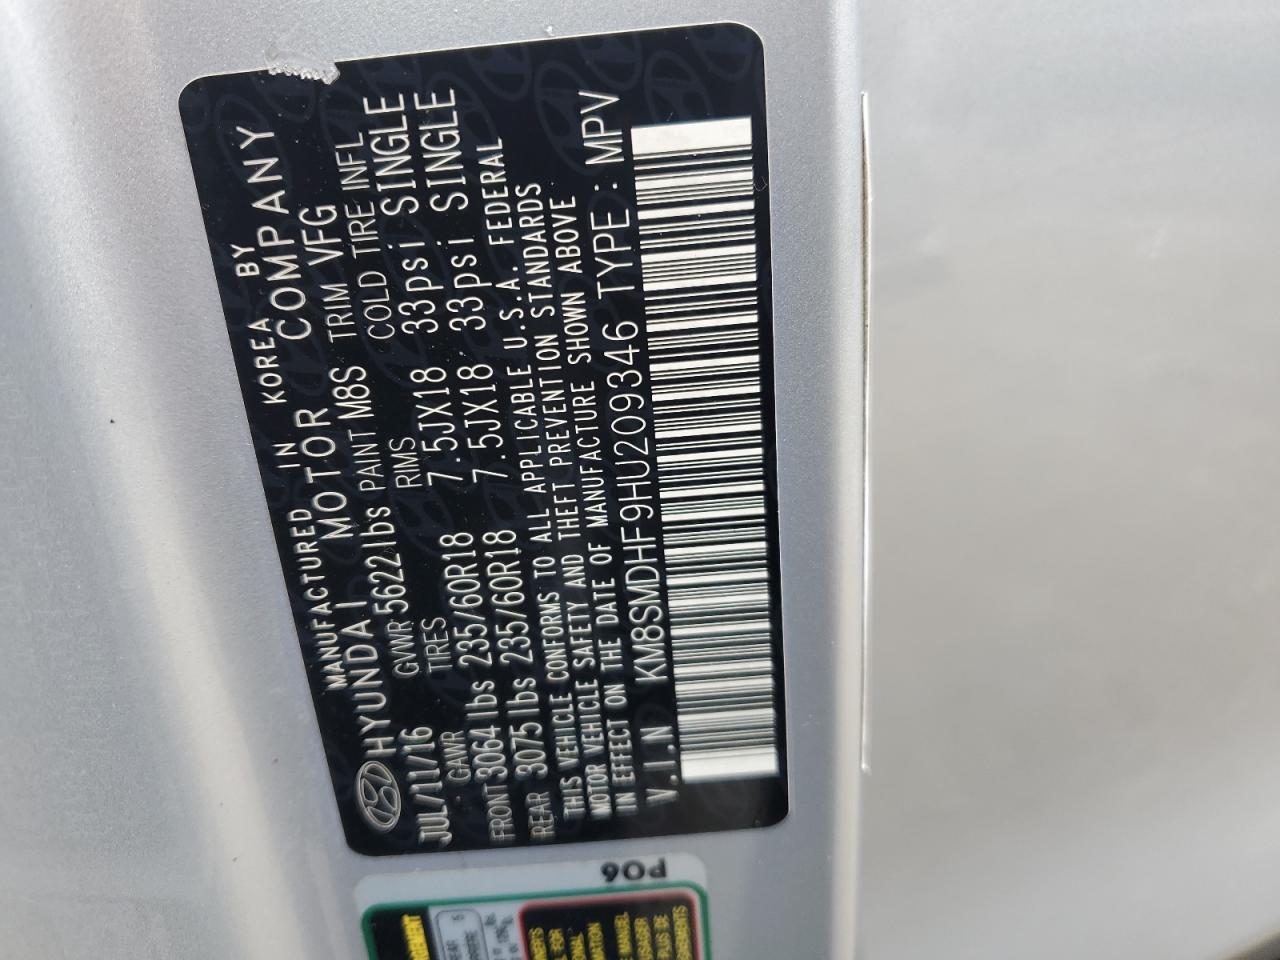 MANUFACTURED IN KOREA BY
HYUNDAI MOTOR COMPANY
JUL/11/16 GVWR 5622lbs PAINT M8S TRIM VFG
GAWR TIRES RIMS COLD TIRE INFL
FRONT 3064lbs 235/60R18 7.5JX18 33psi SINGLE
REAR 3075lbs 235/60R18 7.5JX18 33psi SINGLE
THIS VEHICLE CONFORMS TO ALL APPLICABLE U.S.A. FEDERAL
MOTOR VEHICLE SAFETY AND THEFT PREVENTION STANDARDS
IN EFFECT ON THE DATE OF MANUFACTURE SHOWN ABOVE
V.I.N KM8SMDHF9HU209346 TYPE: MPV
PO6